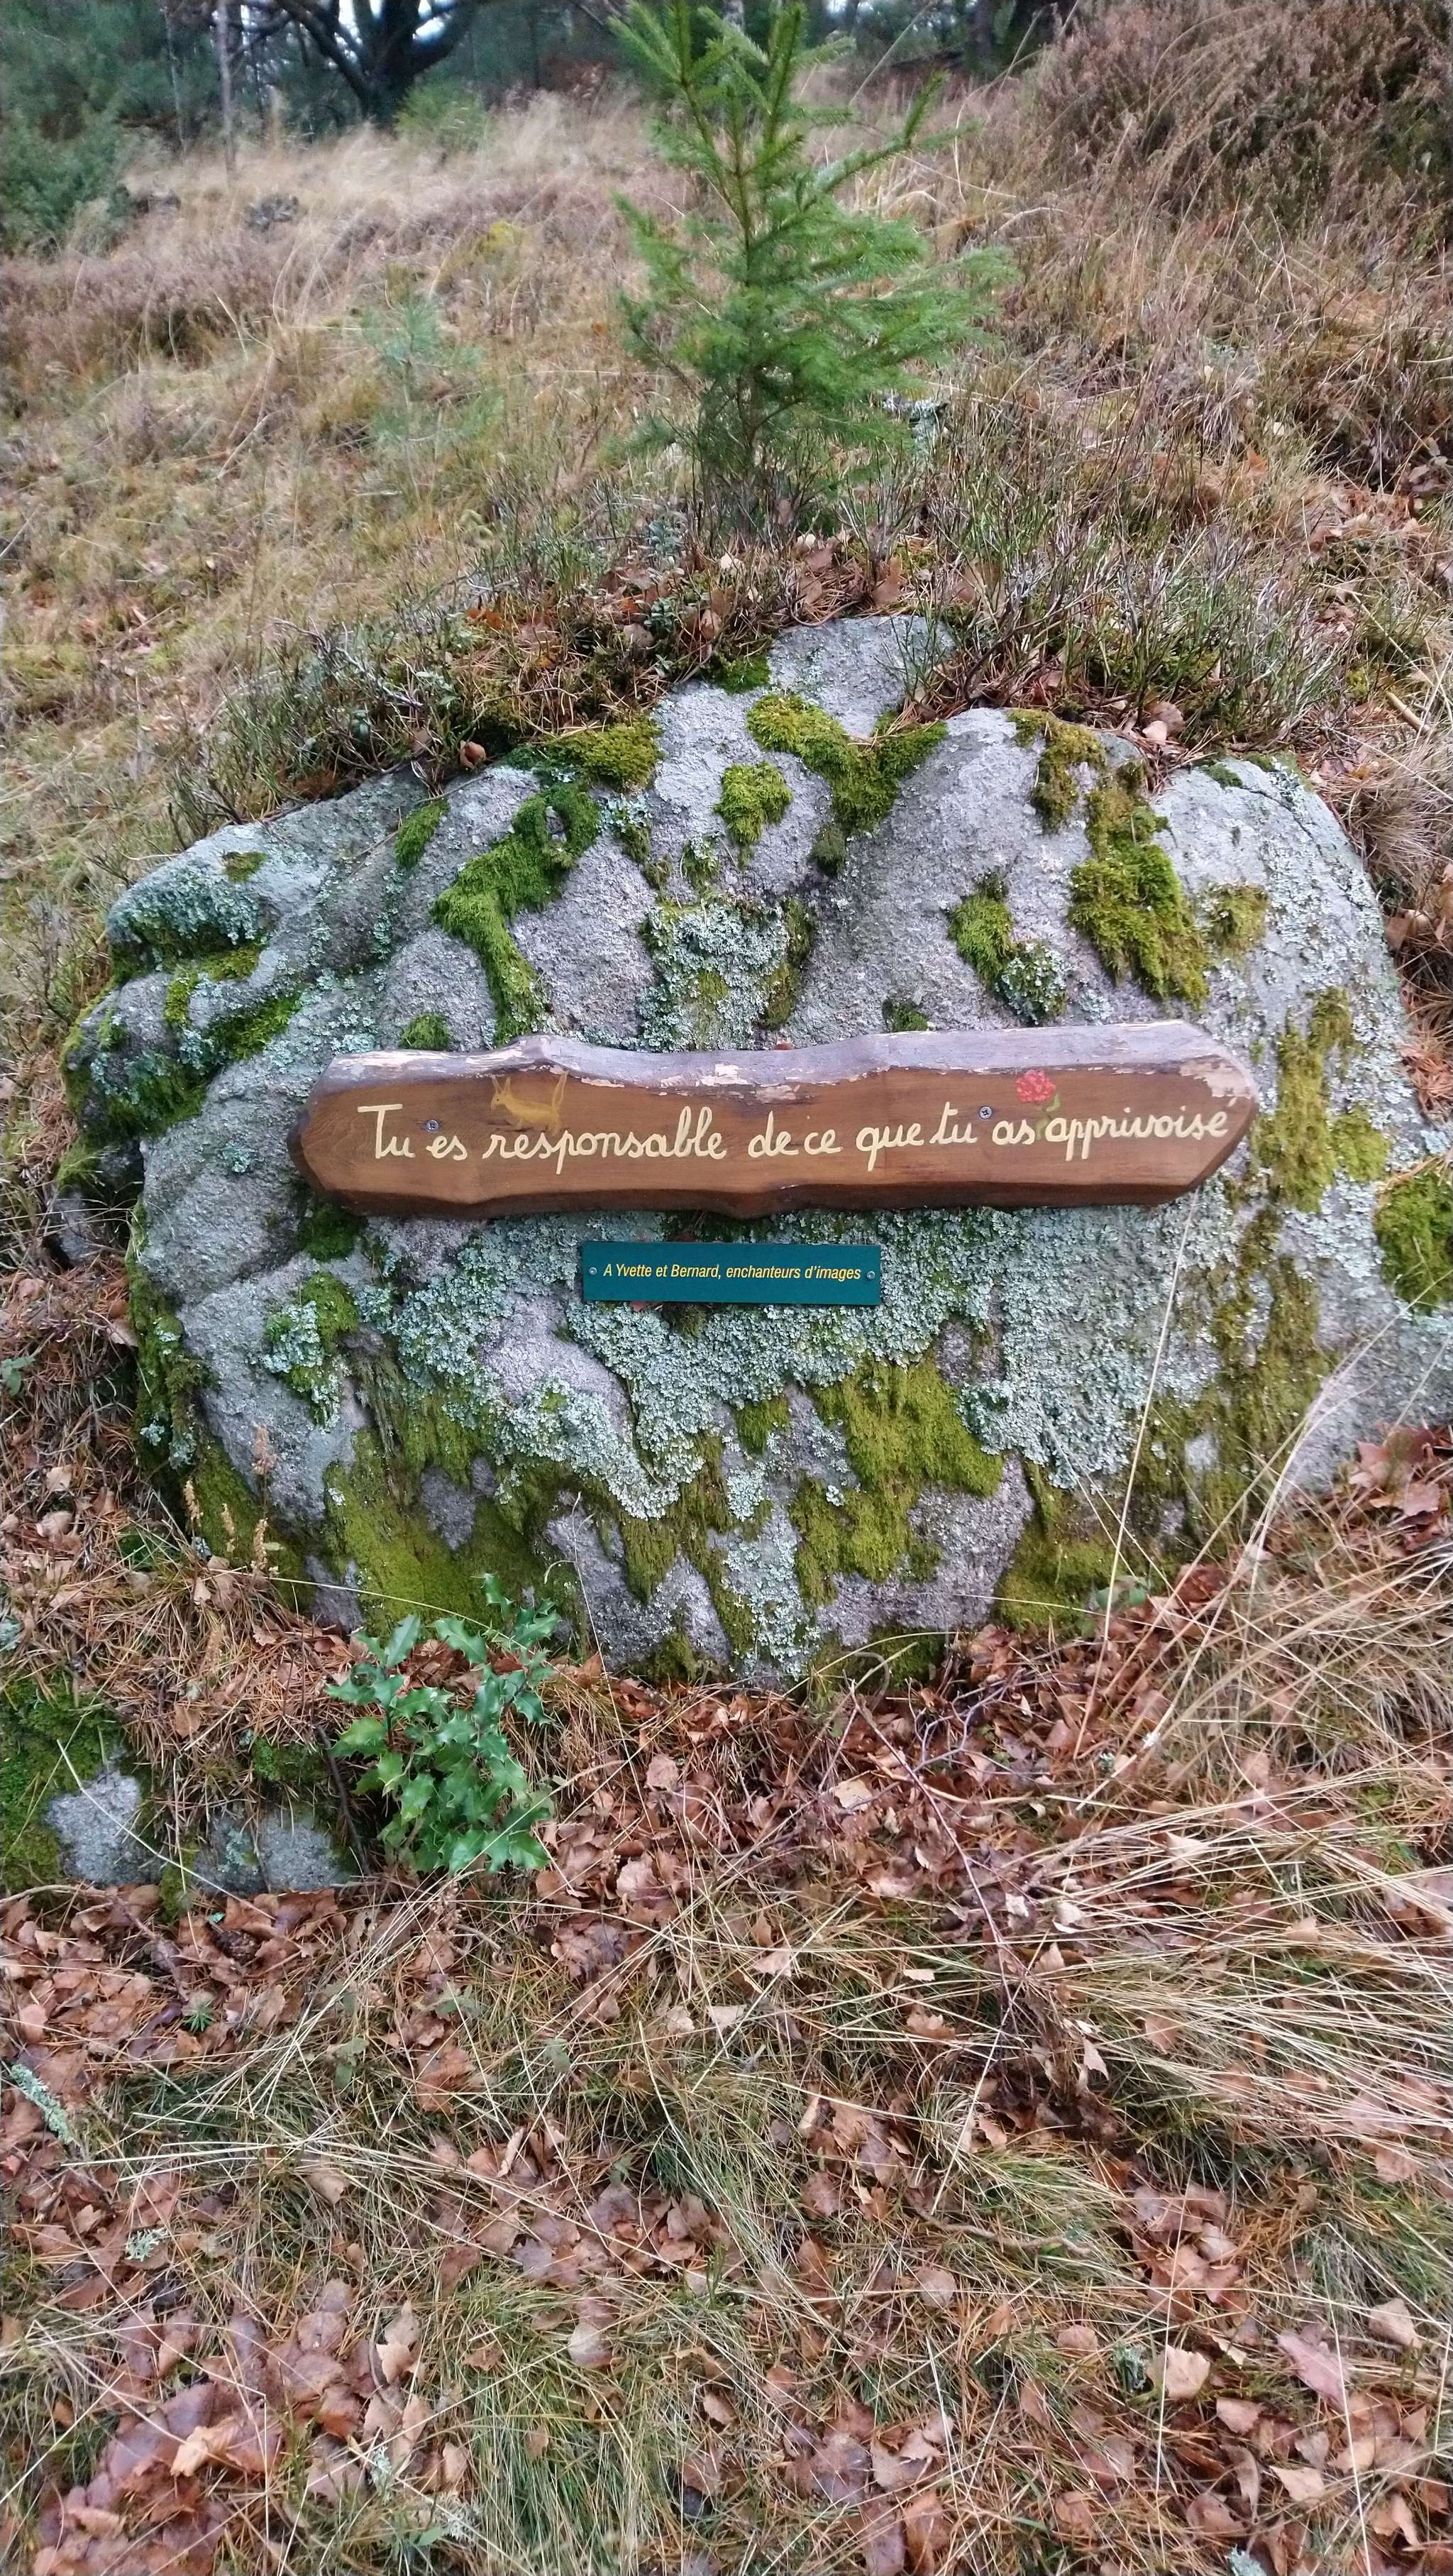 Tu es responsable de ce que tu as apprivoisé
A Yvette et Bernard, enchanteurs d'images